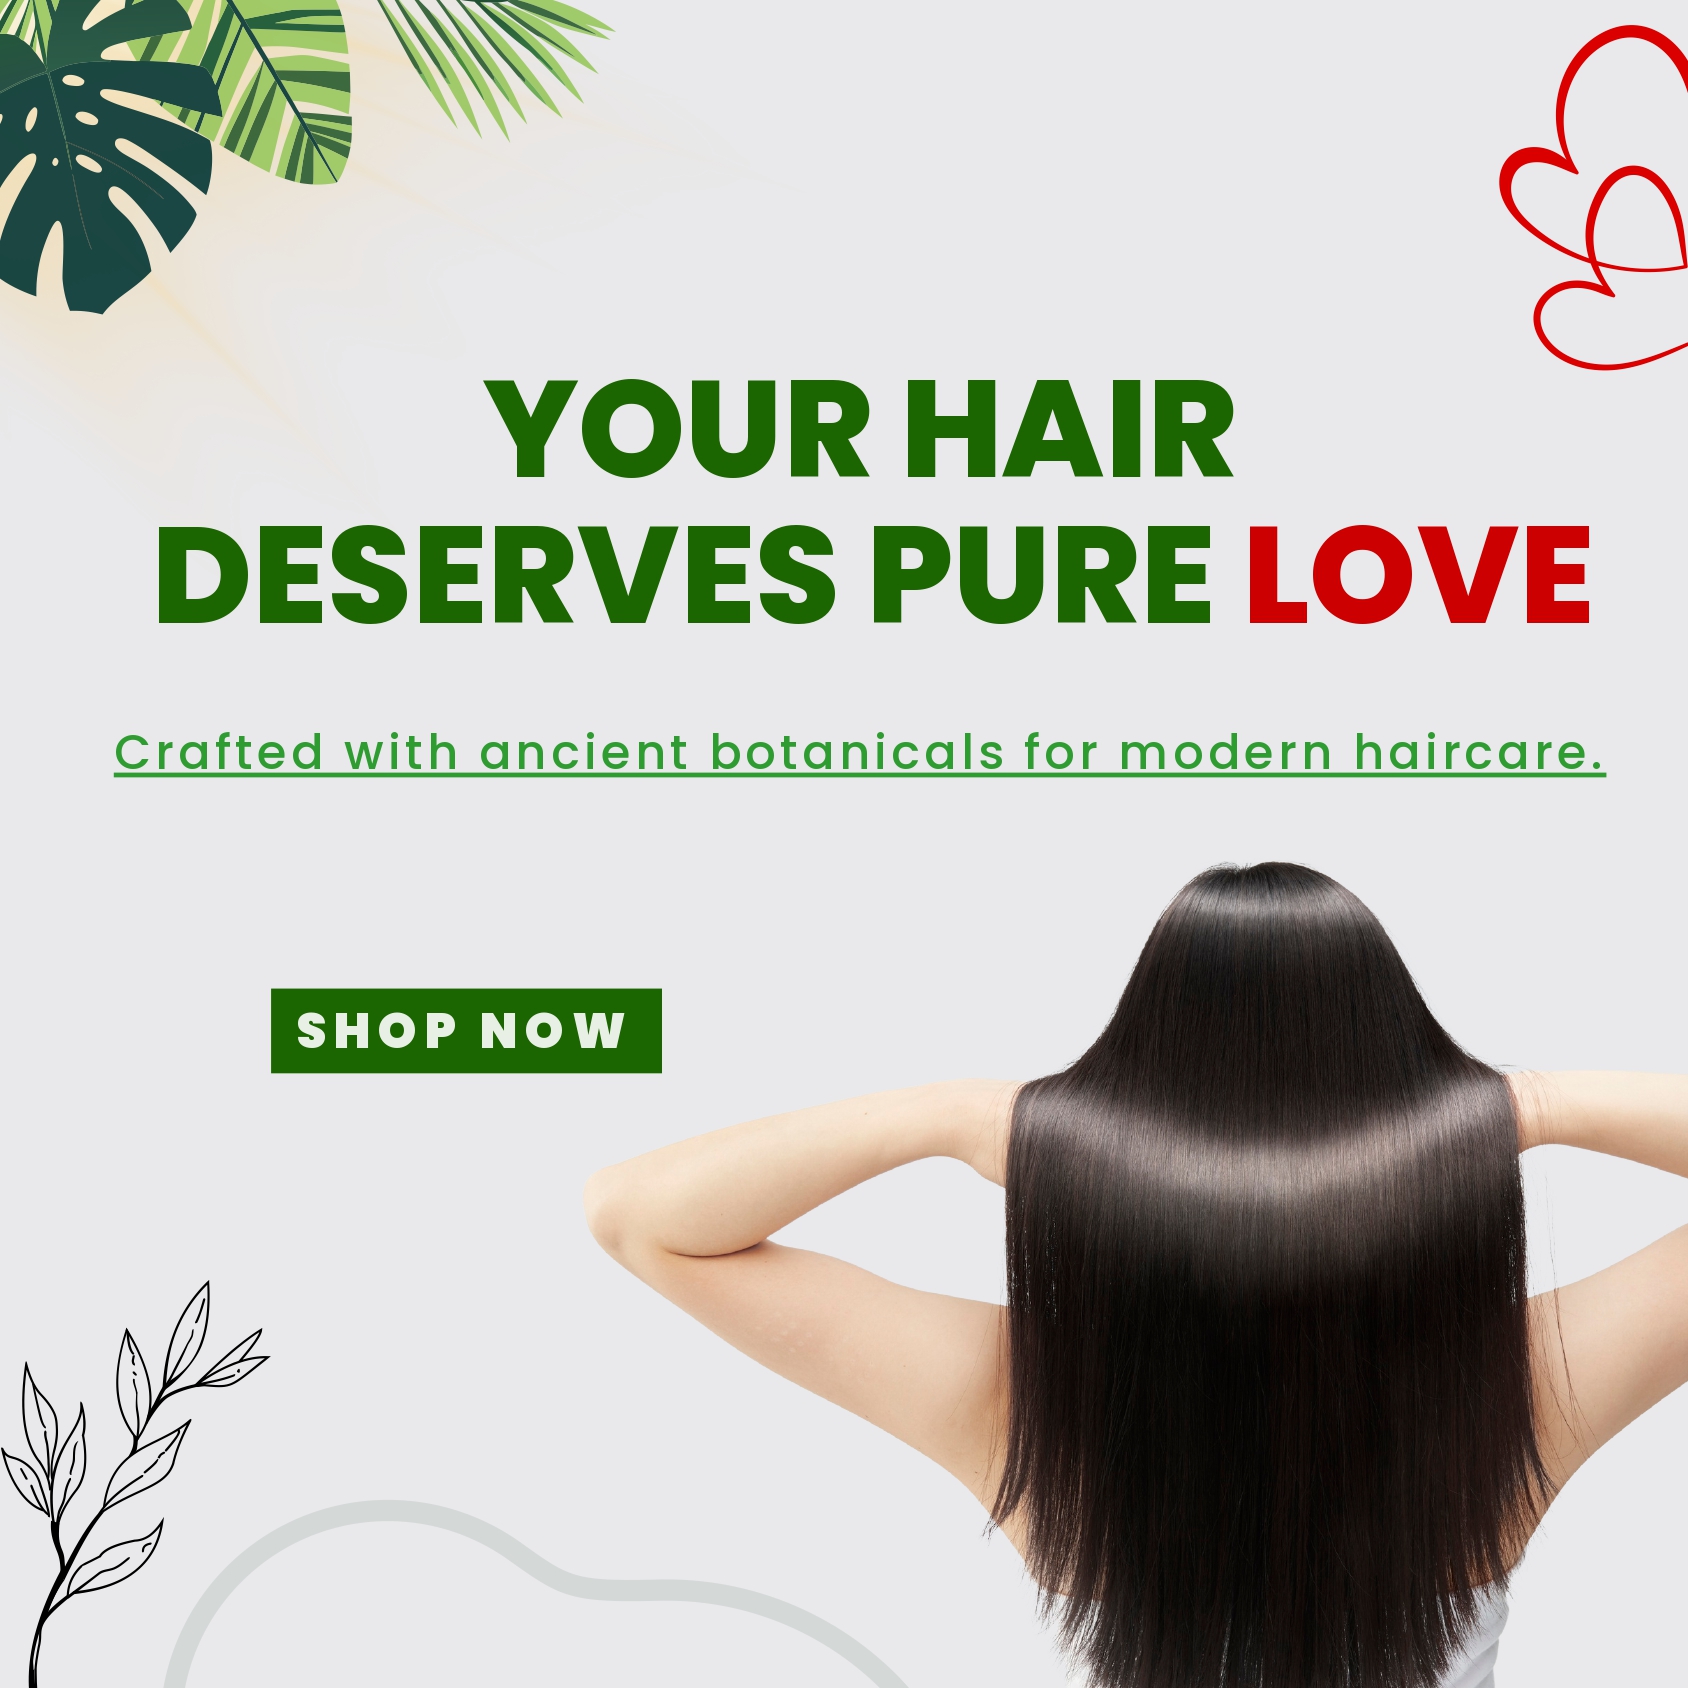 YOUR HAIR
DESERVES PURE LOVE
Crafted with ancient botanicals for modern haircare.
SHOP NOW